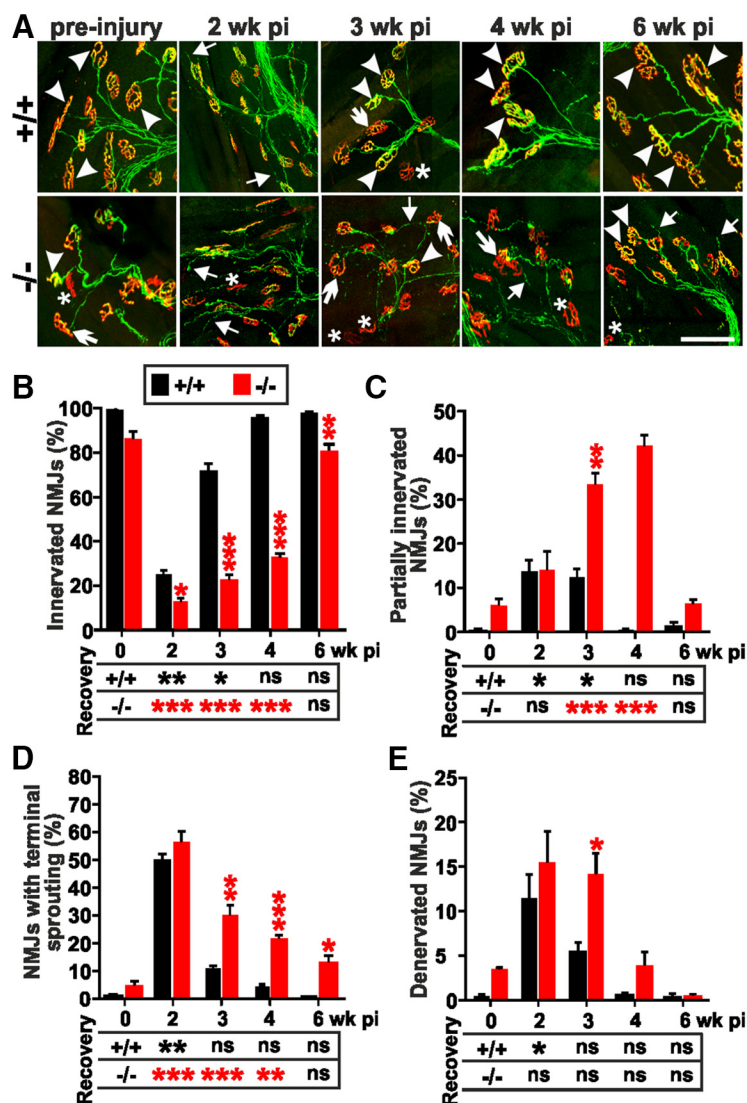 A
pre-injury 2 wk pi 3 wk pi 4 wk pi 6 wk pi
+/+
*
-/-
* * * * * *
B
+/+ -/-
Innervated NMJs (%)
100
80
60
40
20
0
* *** *** **
0 2 3 4 6 wk pi
Recovery
+/+ ** * ns ns
-/- *** *** *** ns
C
Partially innervated
NMJs (%)
50
40
30
20
10
0
**
0 2 3 4 6 wk pi
Recovery
+/+ * * ns ns
-/- ns *** *** ns
D
NMJs with terminal
sprouting (%)
80
70
60
50
40
30
20
10
0
** *** *
0 2 3 4 6 wk pi
Recovery
+/+ ** ns ns ns
-/- *** *** ** ns
E
Denervated NMJs (%)
25
20
15
10
5
0
*
0 2 3 4 6 wk pi
Recovery
+/+ * ns ns ns
-/- ns ns ns ns